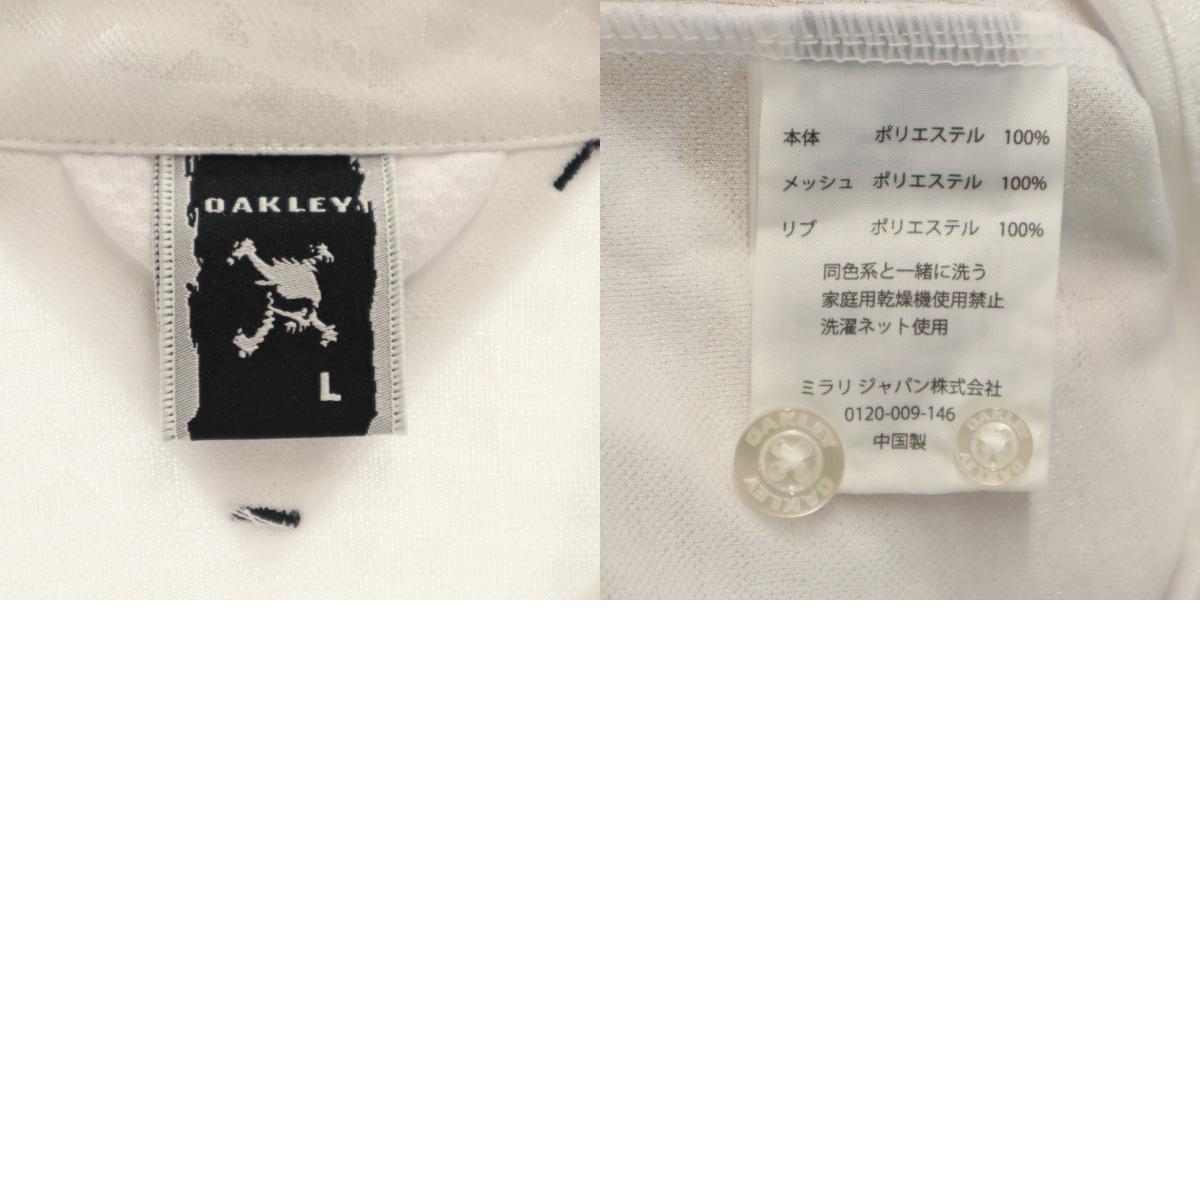 OAKLEY
L
本体 ポリエステル 100%
メッシュ ポリエステル 100%
リブ ポリエステル 100%
同色系と一緒に洗う
家庭用乾燥機使用禁止
洗濯ネット使用
ミラリ ジャパン株式会社
0120-009-146
中国製
OAKLEY
OAKLEY
OAKLEY
OAKLEY